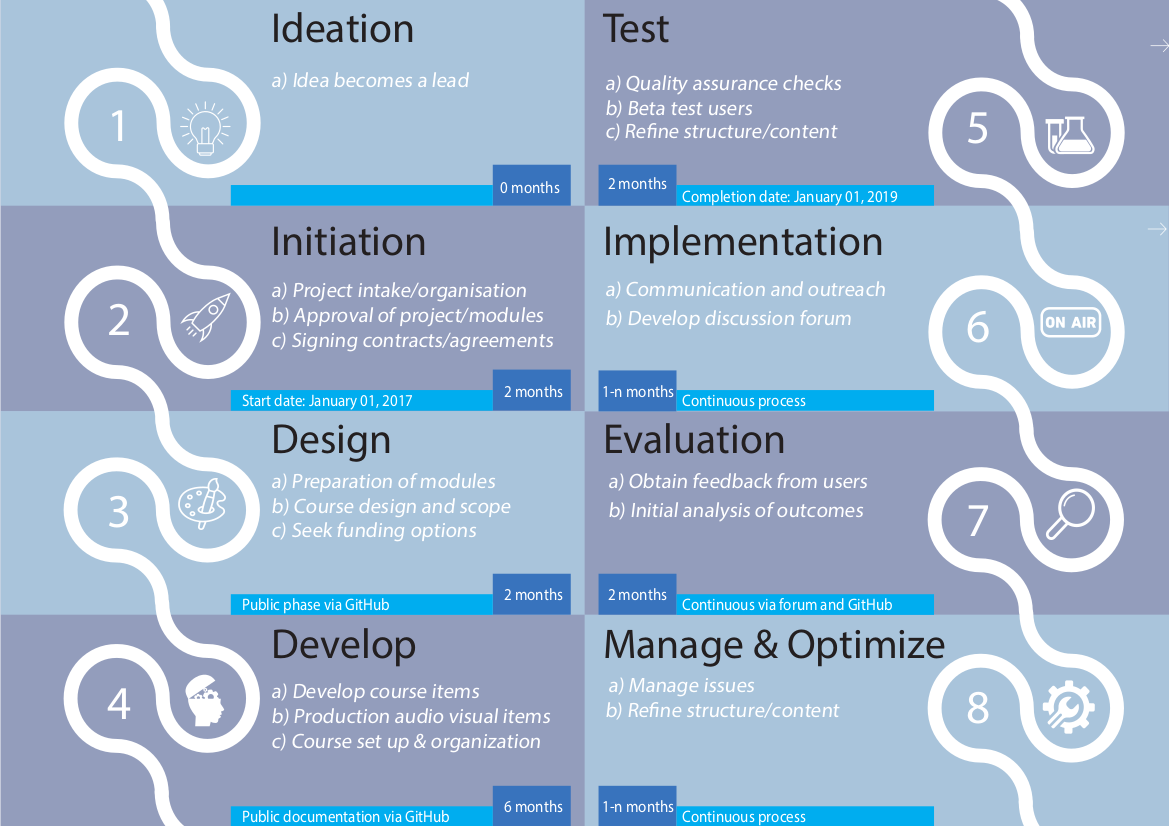 Ideation
a) Idea becomes a lead
1
0 months
Initiation
a) Project intake/organisation
b) Approval of project/modules
c) Signing contracts/agreements
2
Start date: January 01, 2017
2 months
Design
a) Preparation of modules
b) Course design and scope
c) Seek funding options
3
Public phase via GitHub
2 months
Develop
a) Develop course items
b) Production audio visual items
c) Course set up & organization
4
Public documentation via GitHub
6 months
Test
a) Quality assurance checks
b) Beta test users
c) Refine structure/content
5
2 months
Completion date: January 01, 2019
Implementation
a) Communication and outreach
b) Develop discussion forum
6
ON AIR
1-n months
Continuous process
Evaluation
a) Obtain feedback from users
b) Initial analysis of outcomes
7
2 months
Continuous via forum and GitHub
Manage & Optimize
a) Manage issues
b) Refine structure/content
8
1-n months
Continuous process